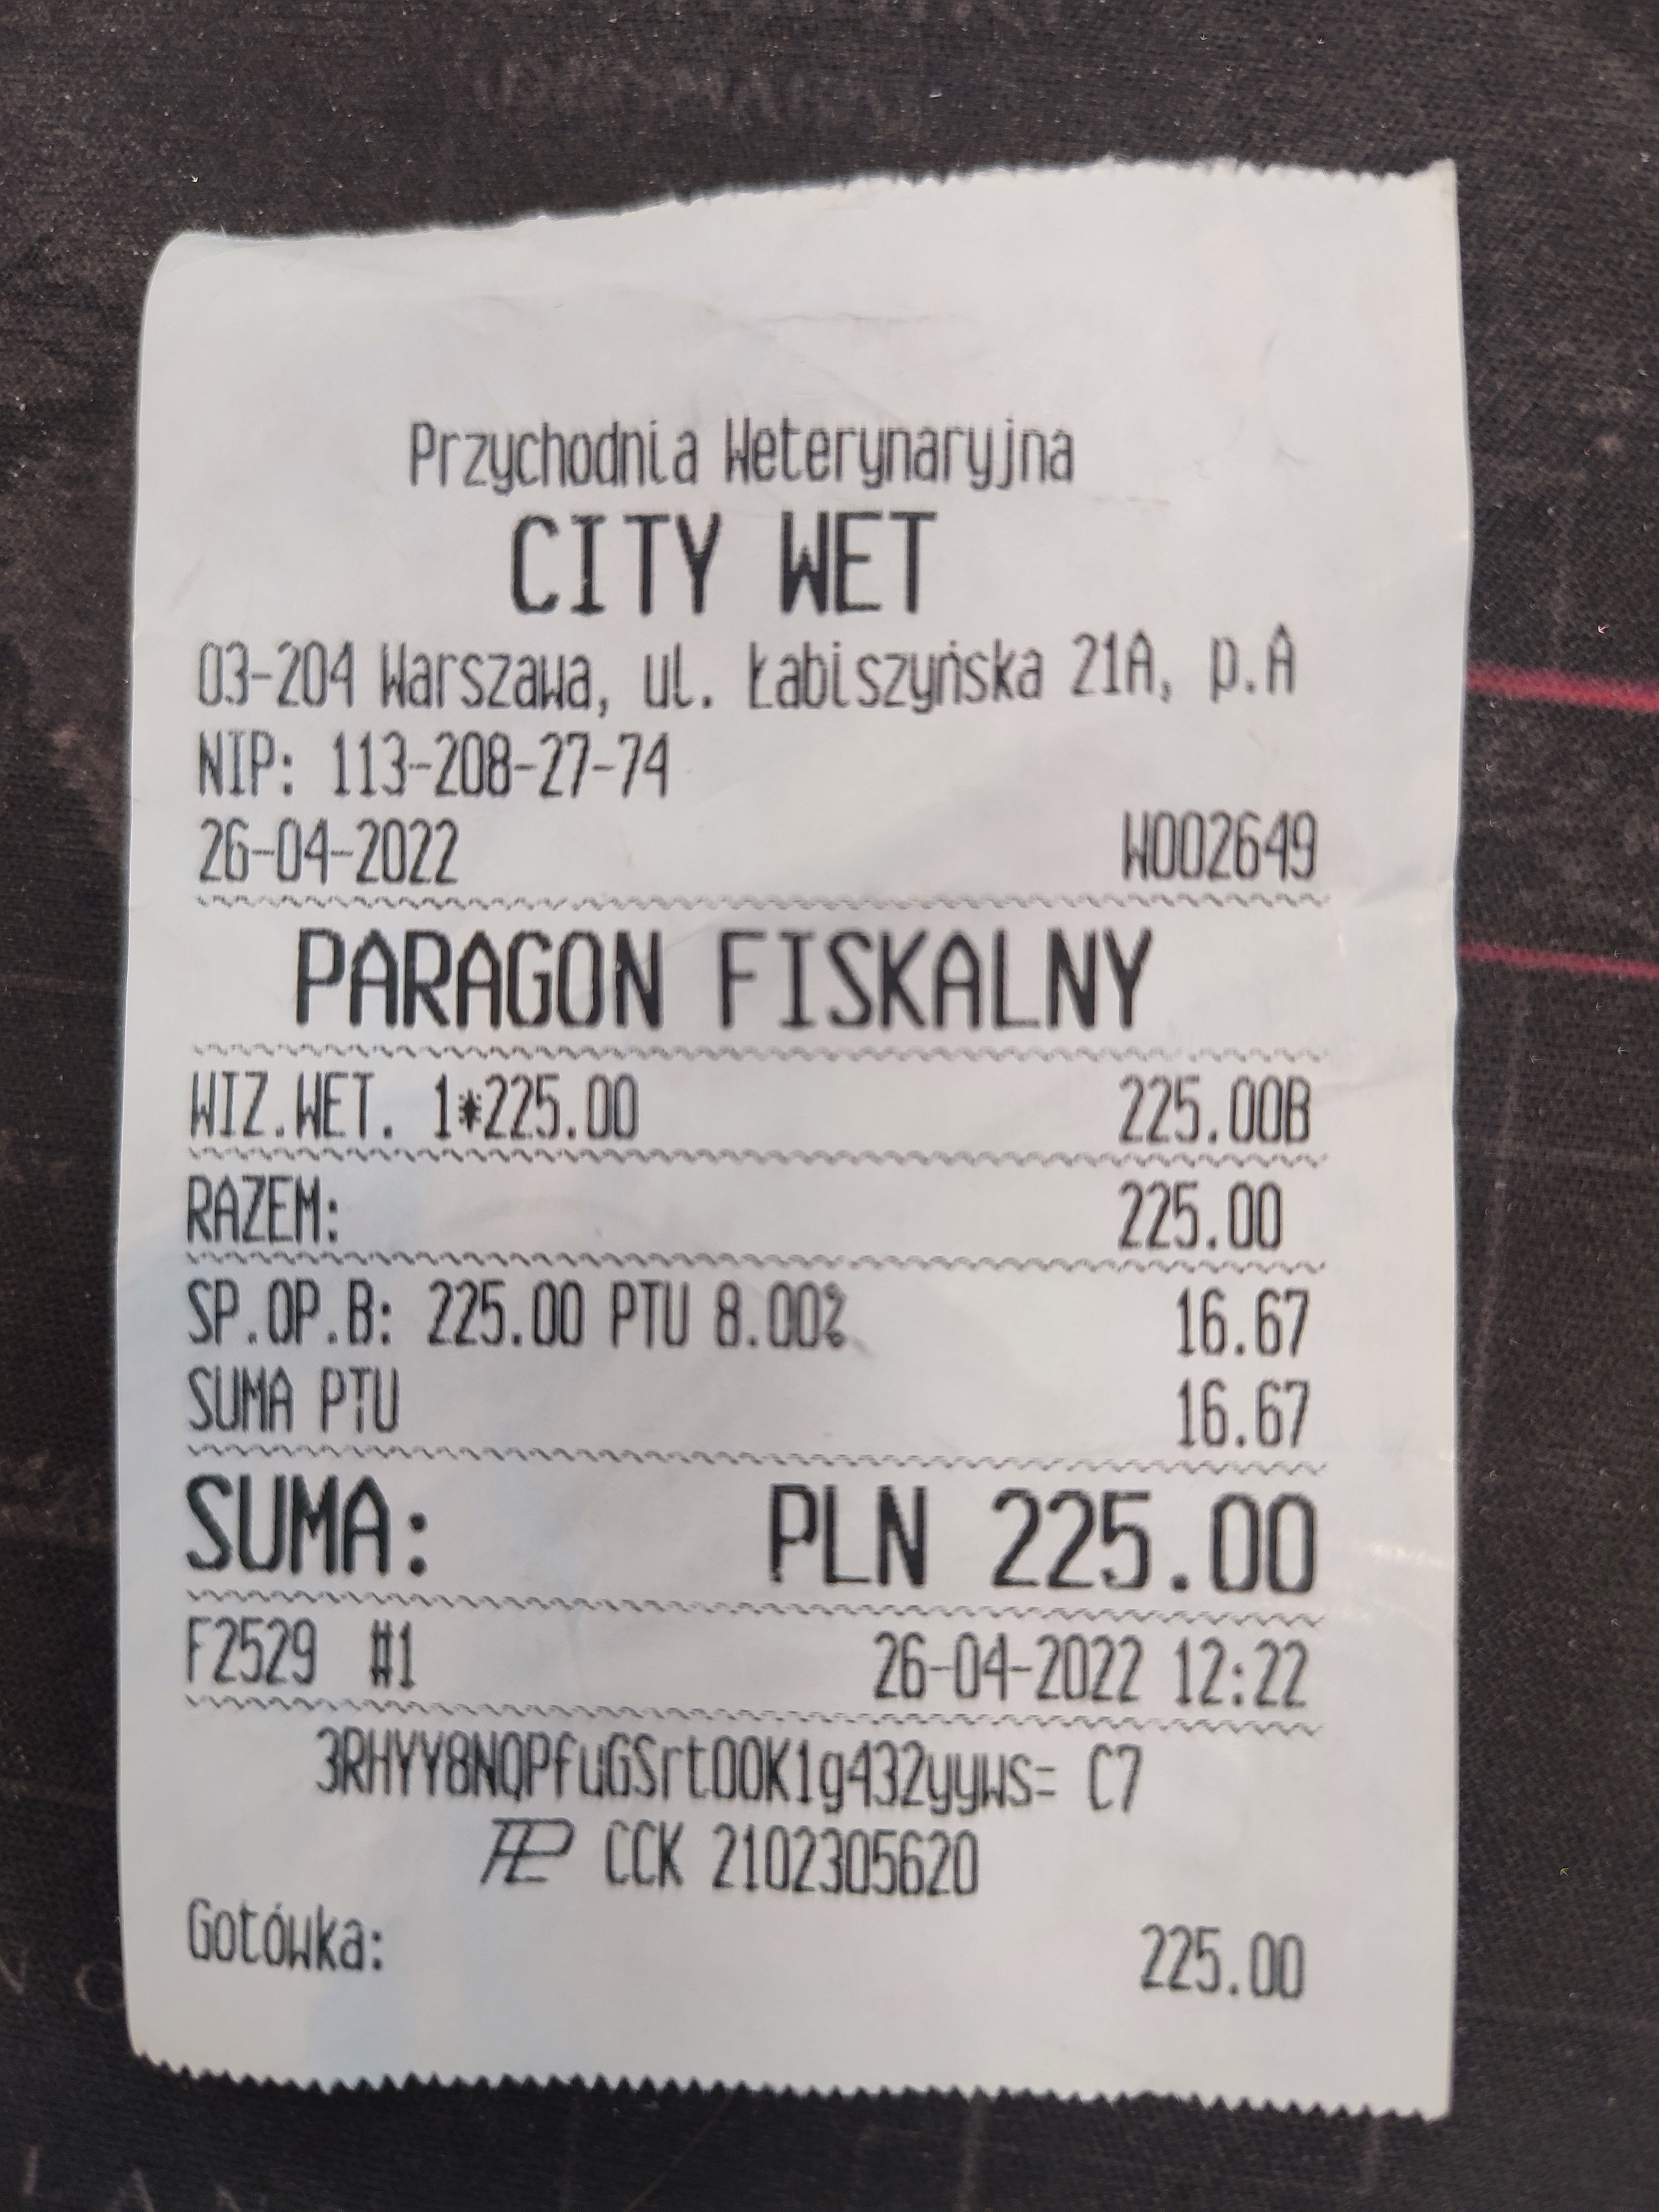 Przychodnia Weterynaryjna
CITY WET
03-204 Warszawa, ul. Łabiszyńska 21A, p.A
NIP: 113-208-27-74
26-04-2022 W002649
PARAGON FISKALNY
WIZ.WET. 1*225.00 225.00B
RAZEM: 225.00
SP.OP.B: 225.00 PTU 8.00% 16.67
SUMA PTU 16.67
SUMA: PLN 225.00
F2529 #1 26-04-2022 12:22
3RHYY8NQPfuGSrtOOK1g432yyws= C7
CCK 2102305620
Gotówka: 225.00